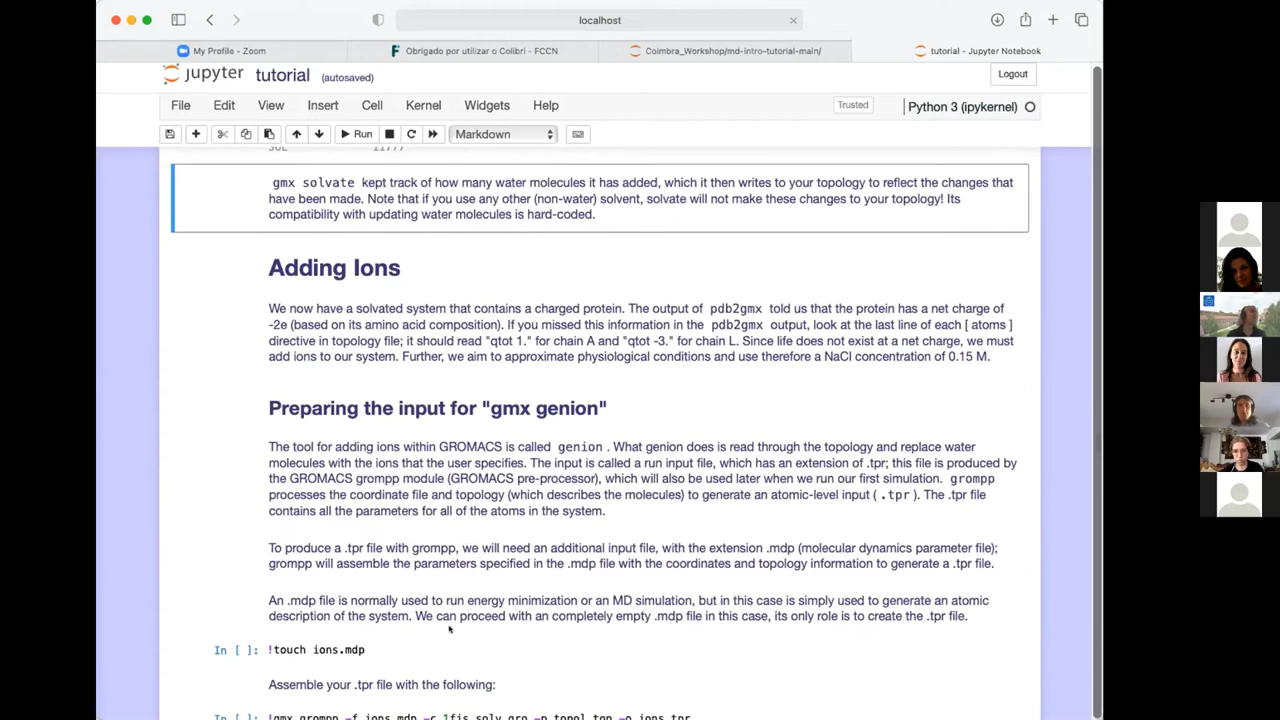 localhost
My Profile - Zoom
Obrigado por utilizar o Colibri - FCCN
Coimbra_Workshop/md-intro-tutorial-main/
tutorial - Jupyter Notebook
jupyter tutorial (autosaved)
Logout
File Edit View Insert Cell Kernel Widgets Help
Trusted
Python 3 (ipykernel)
Run
Markdown
SOL 11777
gmx solvate kept track of how many water molecules it has added, which it then writes to your topology to reflect the changes that
have been made. Note that if you use any other (non-water) solvent, solvate will not make these changes to your topology! Its
compatibility with updating water molecules is hard-coded.
Adding Ions
We now have a solvated system that contains a charged protein. The output of pdb2gmx told us that the protein has a net charge of
-2e (based on its amino acid composition). If you missed this information in the pdb2gmx output, look at the last line of each [ atoms ]
directive in topology file; it should read "qtot 1." for chain A and "qtot -3." for chain L. Since life does not exist at a net charge, we must
add ions to our system. Further, we aim to approximate physiological conditions and use therefore a NaCl concentration of 0.15 M.
Preparing the input for "gmx genion"
The tool for adding ions within GROMACS is called genion . What genion does is read through the topology and replace water
molecules with the ions that the user specifies. The input is called a run input file, which has an extension of .tpr; this file is produced by
the GROMACS grompp module (GROMACS pre-processor), which will also be used later when we run our first simulation. grompp
processes the coordinate file and topology (which describes the molecules) to generate an atomic-level input ( .tpr ). The .tpr file
contains all the parameters for all of the atoms in the system.
To produce a .tpr file with grompp, we will need an additional input file, with the extension .mdp (molecular dynamics parameter file);
grompp will assemble the parameters specified in the .mdp file with the coordinates and topology information to generate a .tpr file.
An .mdp file is normally used to run energy minimization or an MD simulation, but in this case is simply used to generate an atomic
description of the system. We can proceed with an completely empty .mdp file in this case, its only role is to create the .tpr file.
In [ ]: !touch ions.mdp
Assemble your .tpr file with the following:
In [ ]: !gmx grompp -f ions.mdp -c 1fjs_solv.gro -p topol.top -o ions.tpr